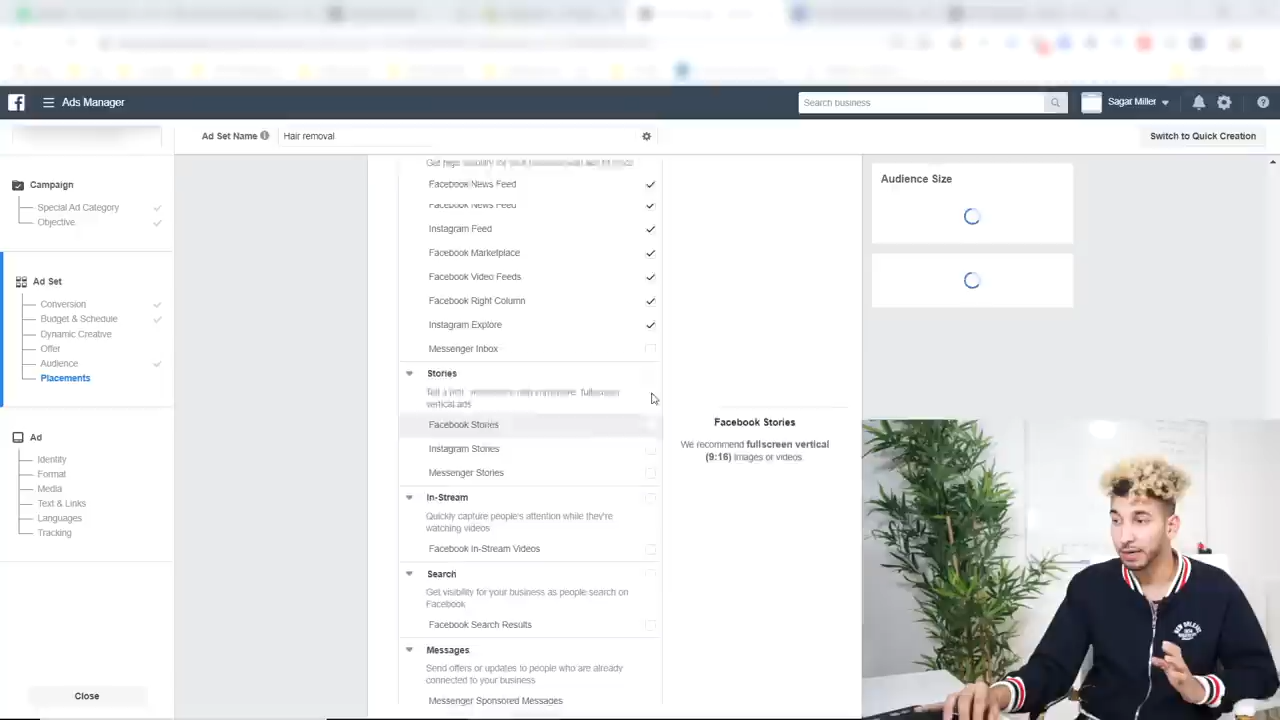 Ads Manager
Search business
Sagar Miller
Ad Set Name
Hair removal
Switch to Quick Creation
Campaign
Special Ad Category
Objective
Ad Set
Conversion
Budget & Schedule
Dynamic Creative
Offer
Audience
Placements
Ad
Identity
Format
Media
Text & Links
Languages
Tracking
Close
Facebook News Feed
Facebook News Feed
Instagram Feed
Facebook Marketplace
Facebook Video Feeds
Facebook Right Column
Instagram Explore
Messenger Inbox
Stories
fullscreen
vertical ads
Facebook Stories
Instagram Stories
Messenger Stories
In-Stream
Quickly capture people's attention while they're
watching videos
Facebook In-Stream Videos
Search
Get visibility for your business as people search on
Facebook
Facebook Search Results
Messages
Send offers or updates to people who are already
connected to your business
Messenger Sponsored Messages
Facebook Stories
We recommend fullscreen vertical
(9:16) images or videos
Audience Size
NEW ORLEANS